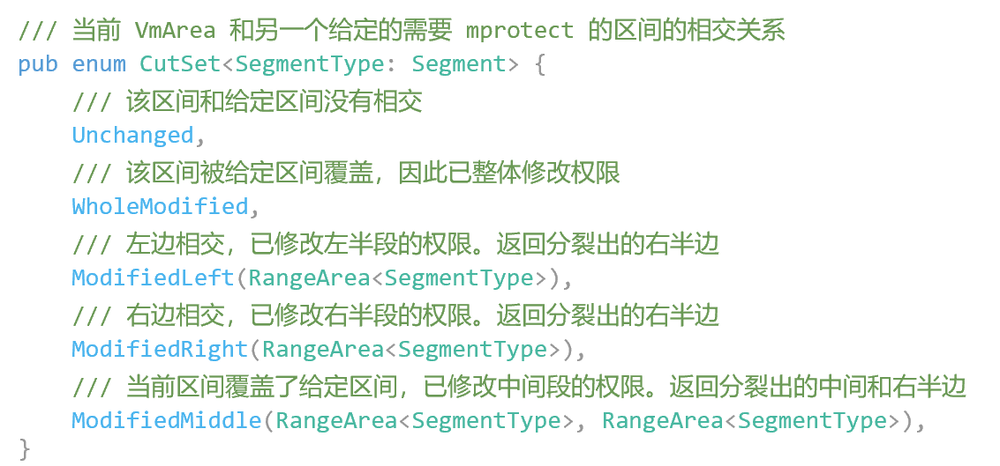 /// 当前 VmArea 和另一个给定的需要 mprotect 的区间的相交关系
pub enum CutSet<SegmentType: Segment> {
    /// 该区间和给定区间没有相交
    Unchanged,
    /// 该区间被给定区间覆盖，因此已整体修改权限
    WholeModified,
    /// 左边相交，已修改左半段的权限。返回分裂出的右半边
    ModifiedLeft(RangeArea<SegmentType>),
    /// 右边相交，已修改右半段的权限。返回分裂出的右半边
    ModifiedRight(RangeArea<SegmentType>),
    /// 当前区间覆盖了给定区间，已修改中间段的权限。返回分裂出的中间和右半边
    ModifiedMiddle(RangeArea<SegmentType>, RangeArea<SegmentType>),
}